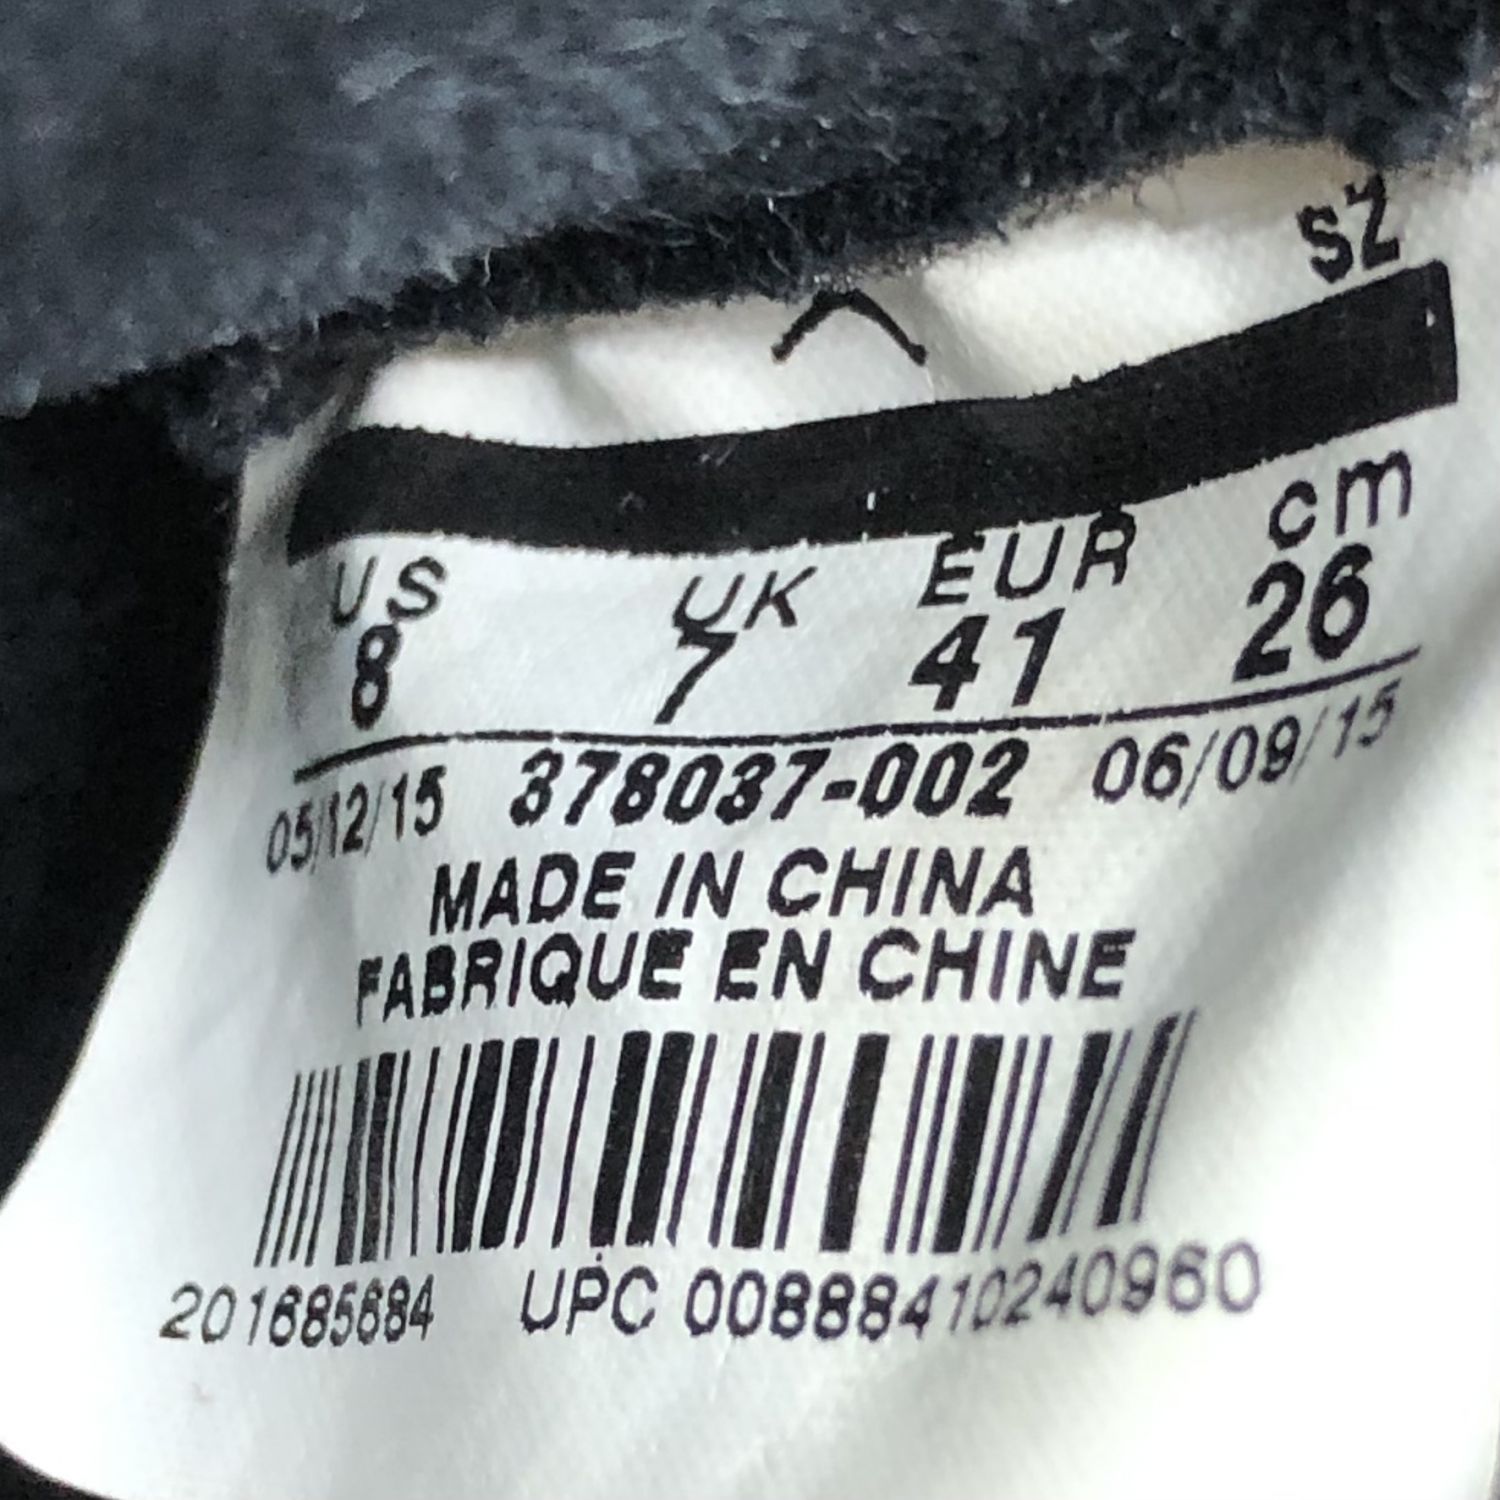 SZ
US UK EUR cm
8 7 41 26
05/12/15 378037-002 06/09/15
MADE IN CHINA
FABRIQUE EN CHINE
201685684 UPC 00888410240960